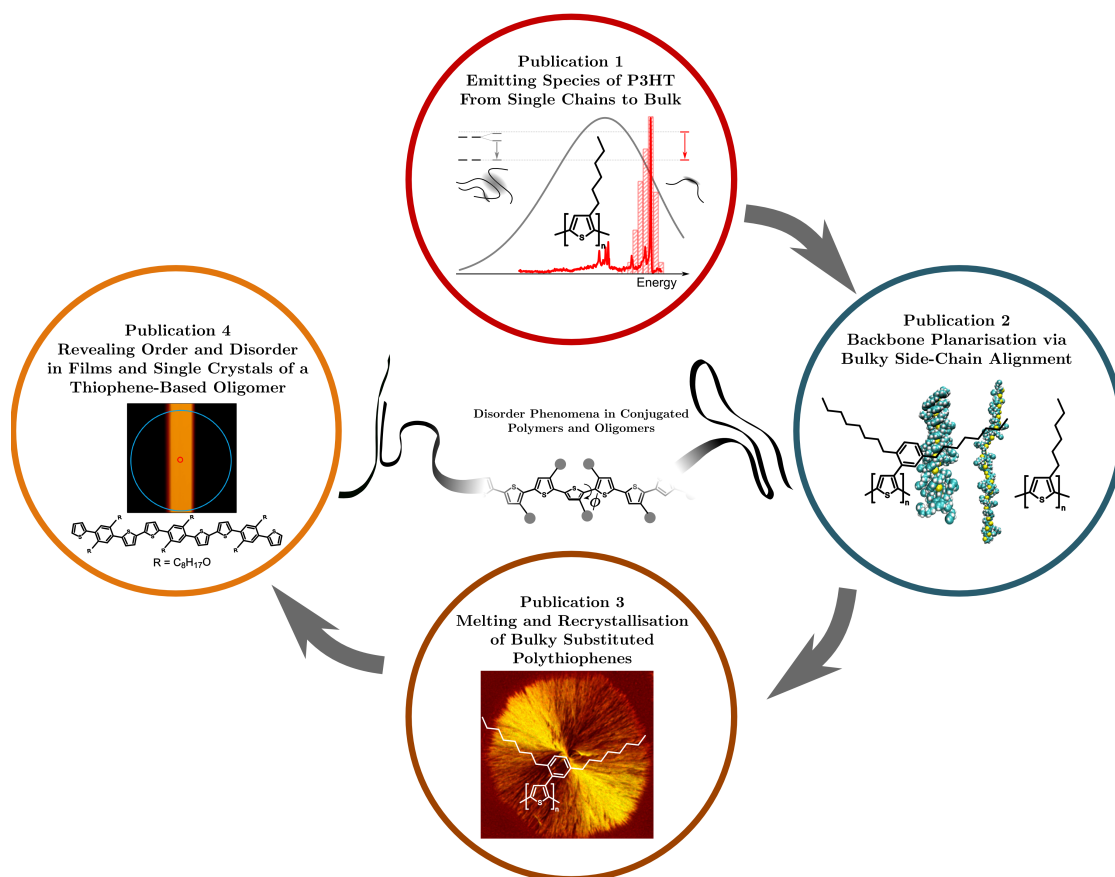 Publication 1
Emitting Species of P3HT
From Single Chains to Bulk
S
n
Energy
Publication 2
Backbone Planarisation via
Bulky Side-Chain Alignment
S
n
S
n
Publication 3
Melting and Recrystallisation
of Bulky Substituted
Polythiophenes
S
n
Publication 4
Revealing Order and Disorder
in Films and Single Crystals of a
Thiophene-Based Oligomer
R R R
S S S S S S
R R R
R = C₈H₁₇O
Disorder Phenomena in Conjugated
Polymers and Oligomers
S S S S S S
ϕ